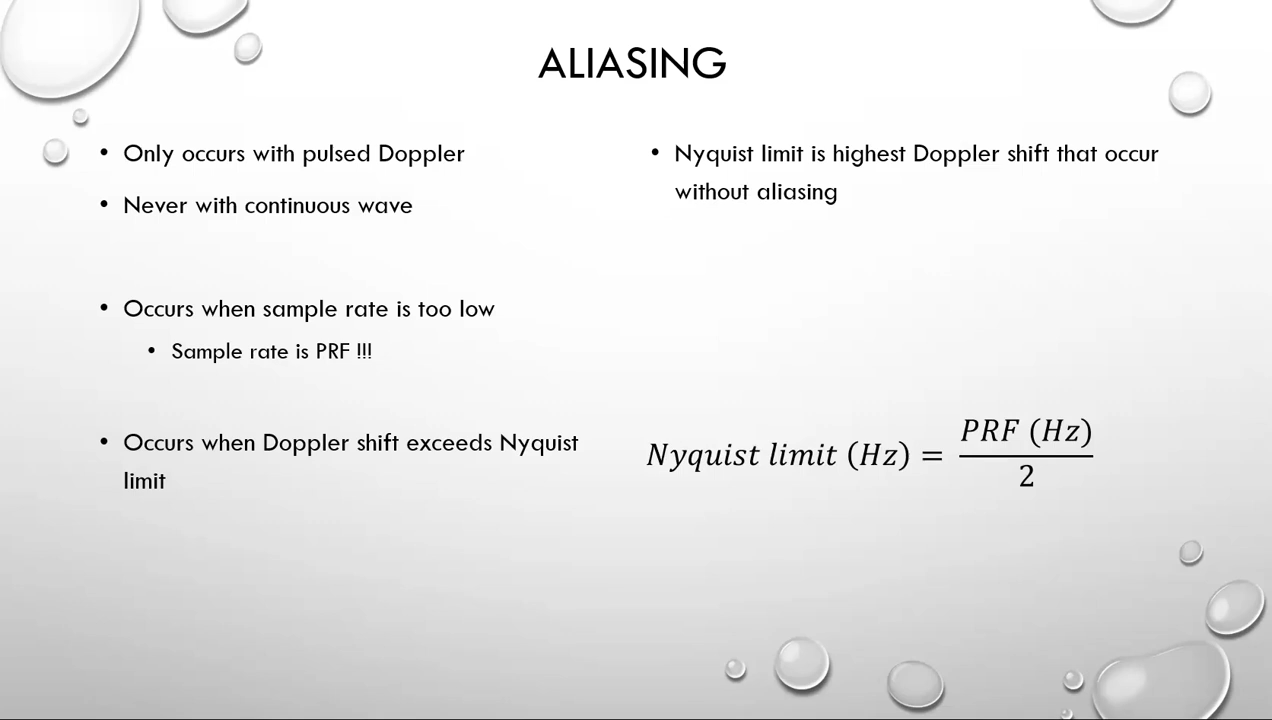 ALIASING
• Only occurs with pulsed Doppler
• Never with continuous wave
• Occurs when sample rate is too low
• Sample rate is PRF !!!
• Occurs when Doppler shift exceeds Nyquist
limit
• Nyquist limit is highest Doppler shift that occur
without aliasing
Nyquist limit (Hz) = PRF (Hz) / 2